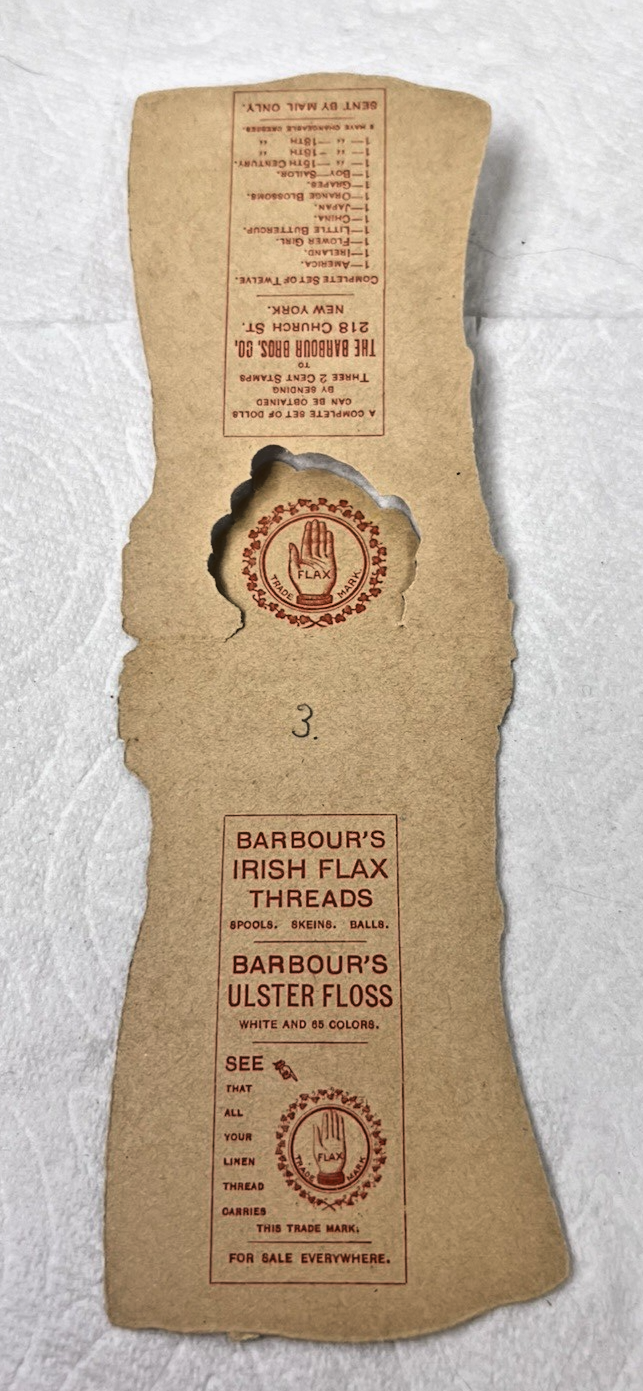 A COMPLETE SET OF DOLLS
CAN BE OBTAINED
BY SENDING
THREE 2 CENT STAMPS
TO
THE BARBOUR BROS. CO,
218 CHURCH ST.
NEW YORK.
COMPLETE SET OF TWELVE.
1—AMERICA.
1—IRELAND.
1—FLOWER GIRL.
1—LITTLE BUTTERCUP.
1—CHINA.
1—JAPAN.
1—ORANGE BLOSSOMS.
1—GRAPES.
1—BOY—SAILOR.
1— " —15TH CENTURY.
1— " —16TH "
1— " —18TH "
HAVE CHANGEABLE DRESSES.
SENT BY MAIL ONLY.
FLAX
TRADE MARK.
3.
BARBOUR'S
IRISH FLAX
THREADS
SPOOLS. SKEINS. BALLS.
BARBOUR'S
ULSTER FLOSS
WHITE AND 65 COLORS.
SEE
THAT
ALL
YOUR
LINEN
THREAD
CARRIES
FLAX
TRADE MARK
THIS TRADE MARK.
FOR SALE EVERYWHERE.